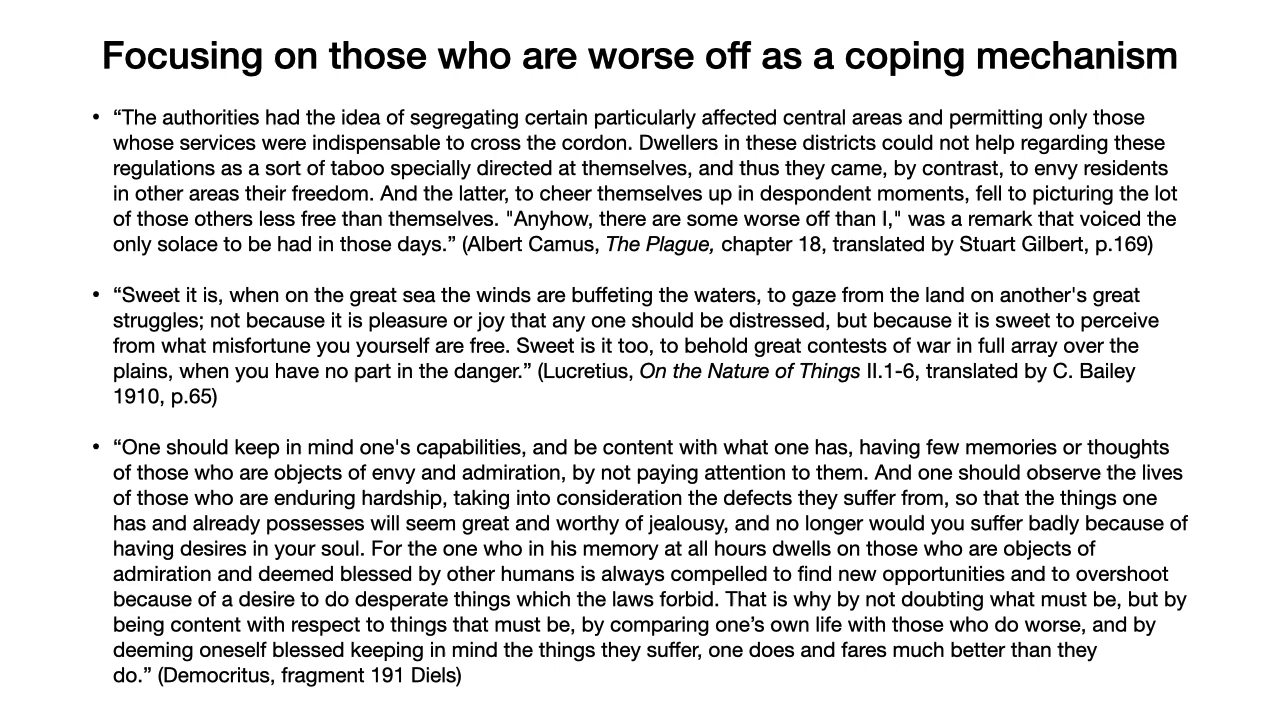 Focusing on those who are worse off as a coping mechanism
• “The authorities had the idea of segregating certain particularly affected central areas and permitting only those
whose services were indispensable to cross the cordon. Dwellers in these districts could not help regarding these
regulations as a sort of taboo specially directed at themselves, and thus they came, by contrast, to envy residents
in other areas their freedom. And the latter, to cheer themselves up in despondent moments, fell to picturing the lot
of those others less free than themselves. "Anyhow, there are some worse off than I," was a remark that voiced the
only solace to be had in those days.” (Albert Camus, The Plague, chapter 18, translated by Stuart Gilbert, p.169)
• “Sweet it is, when on the great sea the winds are buffeting the waters, to gaze from the land on another's great
struggles; not because it is pleasure or joy that any one should be distressed, but because it is sweet to perceive
from what misfortune you yourself are free. Sweet is it too, to behold great contests of war in full array over the
plains, when you have no part in the danger.” (Lucretius, On the Nature of Things II.1-6, translated by C. Bailey
1910, p.65)
• “One should keep in mind one's capabilities, and be content with what one has, having few memories or thoughts
of those who are objects of envy and admiration, by not paying attention to them. And one should observe the lives
of those who are enduring hardship, taking into consideration the defects they suffer from, so that the things one
has and already possesses will seem great and worthy of jealousy, and no longer would you suffer badly because of
having desires in your soul. For the one who in his memory at all hours dwells on those who are objects of
admiration and deemed blessed by other humans is always compelled to find new opportunities and to overshoot
because of a desire to do desperate things which the laws forbid. That is why by not doubting what must be, but by
being content with respect to things that must be, by comparing one’s own life with those who do worse, and by
deeming oneself blessed keeping in mind the things they suffer, one does and fares much better than they
do.” (Democritus, fragment 191 Diels)